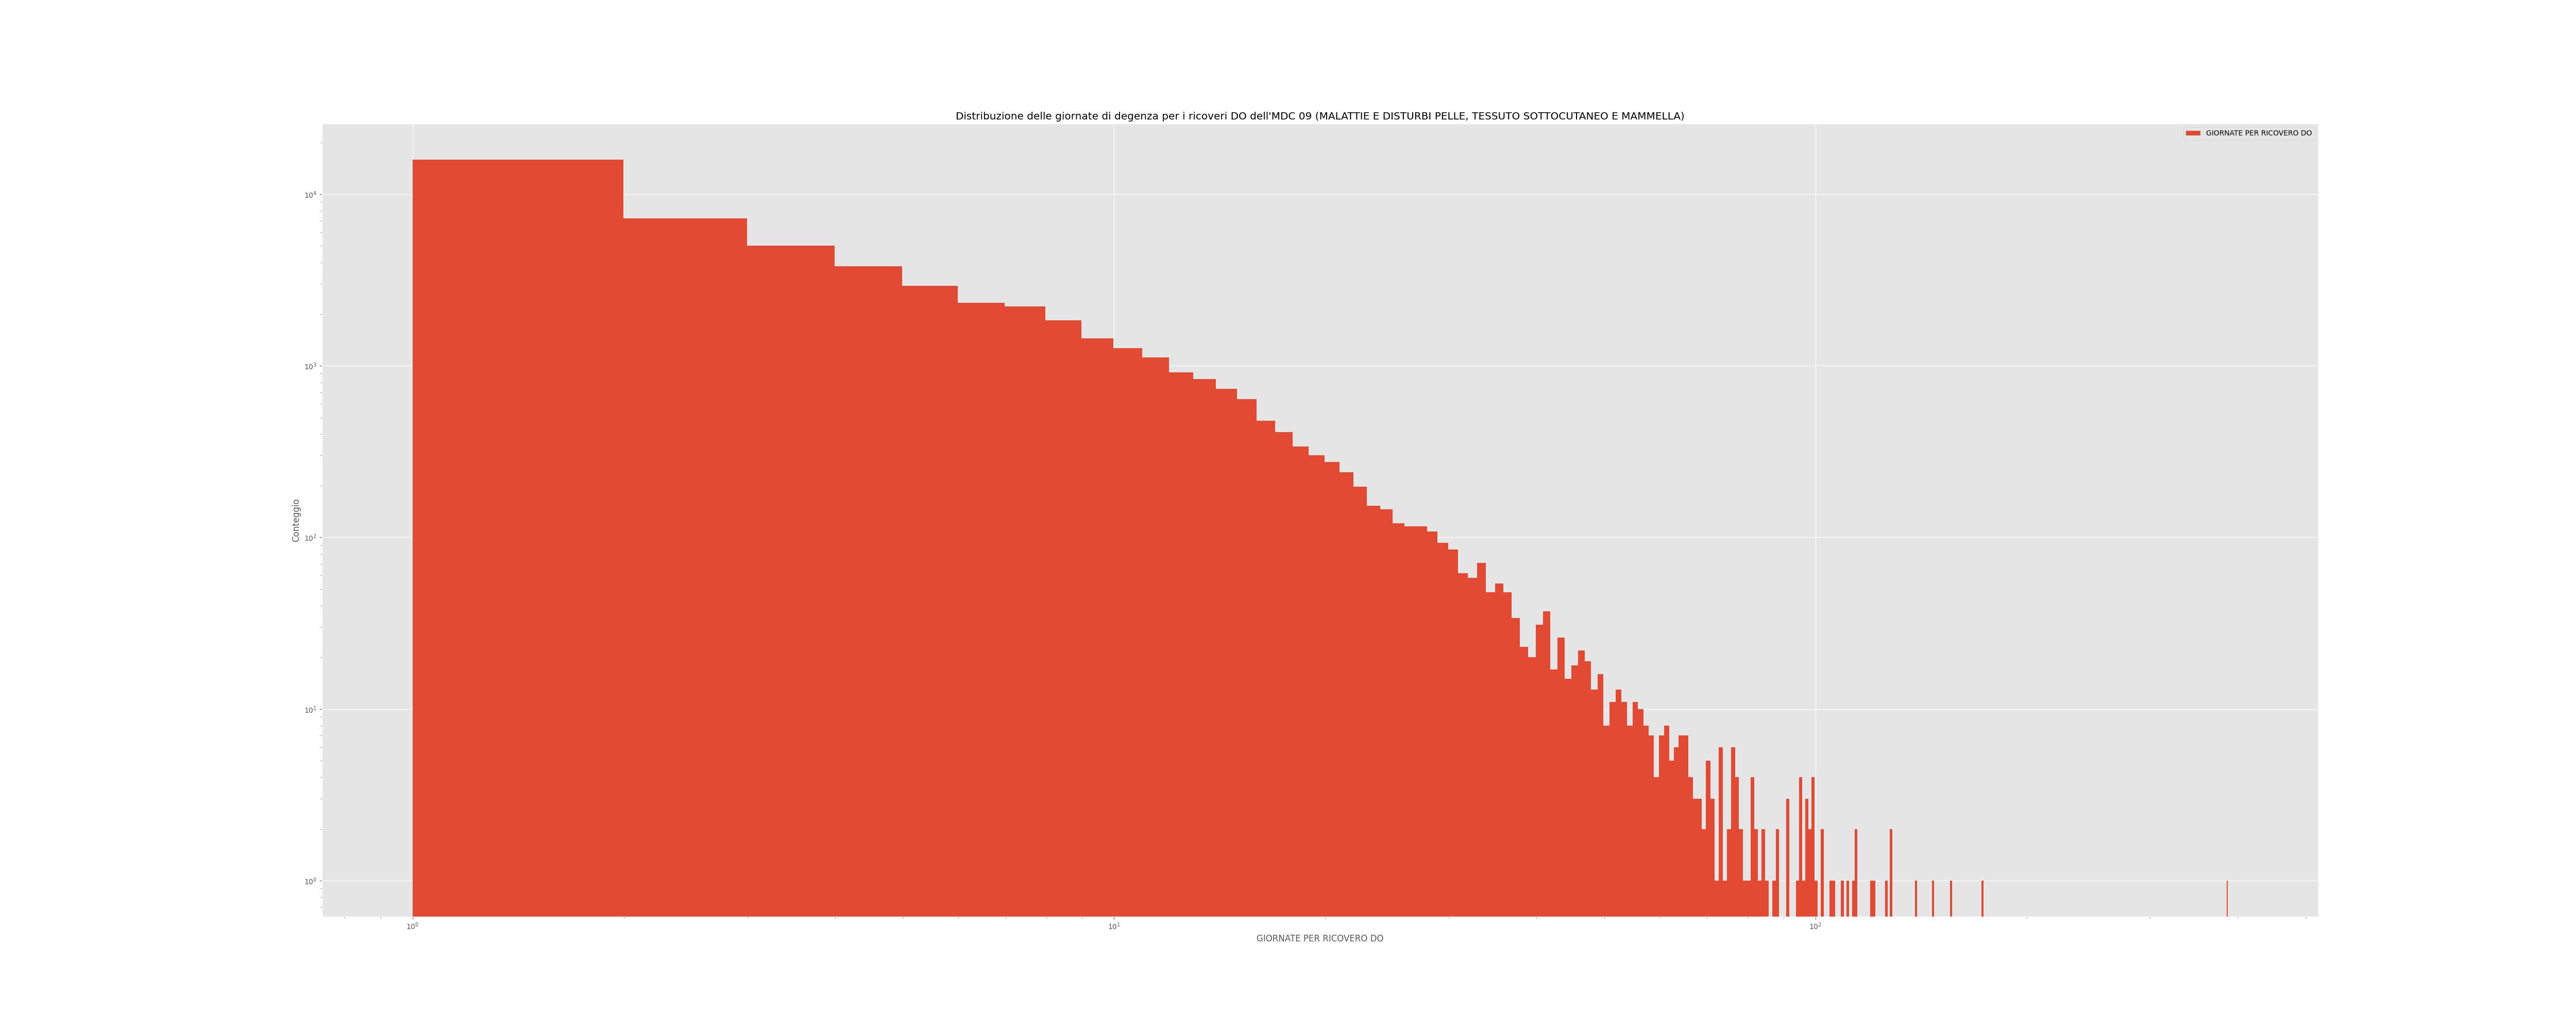 Distribuzione delle giornate di degenza per i ricoveri DO dell'MDC 09 (MALATTIE E DISTURBI PELLE, TESSUTO SOTTOCUTANEO E MAMMELLA)
GIORNATE PER RICOVERO DO
10⁴
10³
10²
10¹
10⁰
Conteggio
10⁰ 10¹ 10²
GIORNATE PER RICOVERO DO